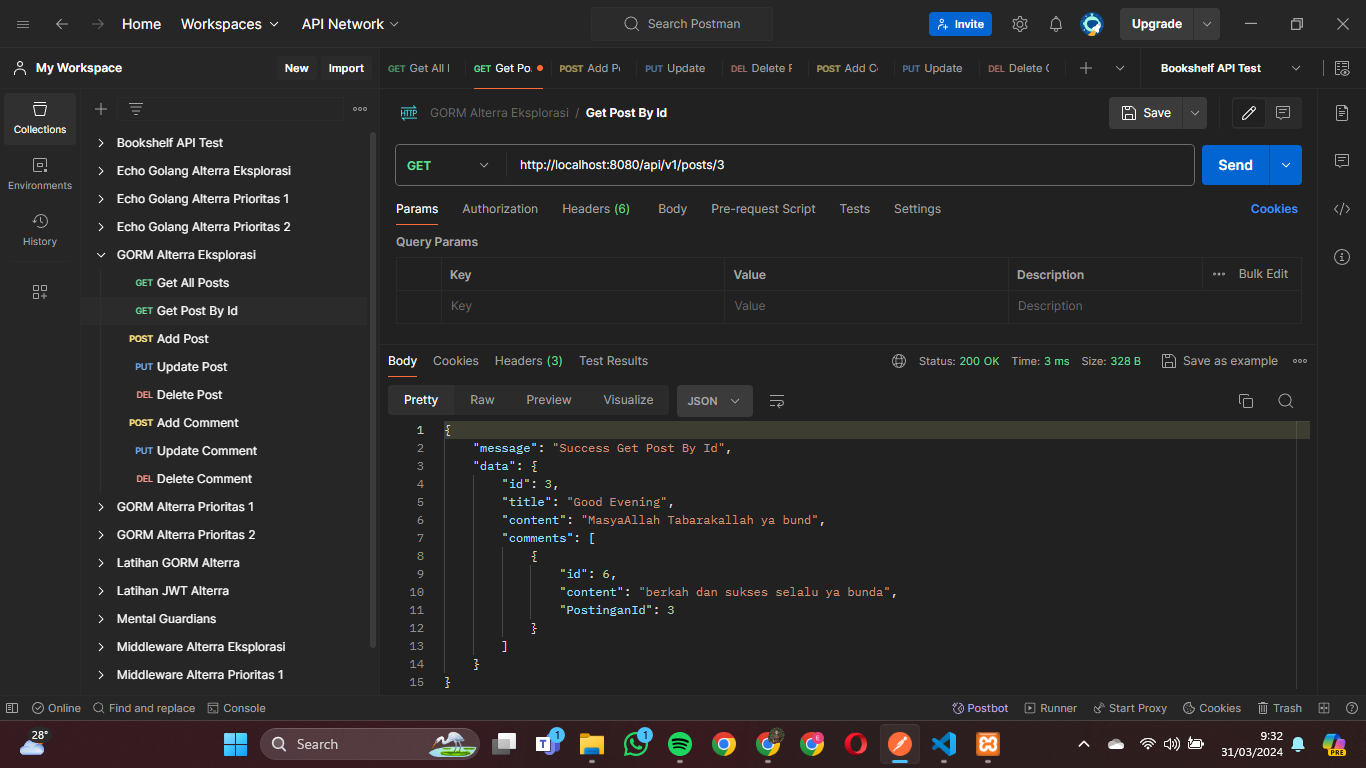 Home Workspaces API Network Search Postman Invite Upgrade
My Workspace New Import GET Get All GET Get Po. POST Add Po PUT Update DEL Delete P POST Add Co PUT Update DEL Delete C Bookshelf API Test
Collections
Environments
History
Bookshelf API Test
Echo Golang Alterra Eksplorasi
Echo Golang Alterra Prioritas 1
Echo Golang Alterra Prioritas 2
GORM Alterra Eksplorasi
GET Get All Posts
GET Get Post By Id
POST Add Post
PUT Update Post
DEL Delete Post
POST Add Comment
PUT Update Comment
DEL Delete Comment
GORM Alterra Prioritas 1
GORM Alterra Prioritas 2
Latihan GORM Alterra
Latihan JWT Alterra
Mental Guardians
Middleware Alterra Eksplorasi
Middleware Alterra Prioritas 1
HTTP GORM Alterra Eksplorasi / Get Post By Id Save
GET http://localhost:8080/api/v1/posts/3 Send
Params Authorization Headers (6) Body Pre-request Script Tests Settings Cookies
Query Params
Key Value Description Bulk Edit
Key Value Description
Body Cookies Headers (3) Test Results Status: 200 OK Time: 3 ms Size: 328 B Save as example
Pretty Raw Preview Visualize JSON
1 {
2 "message": "Success Get Post By Id",
3 "data": {
4 "id": 3,
5 "title": "Good Evening",
6 "content": "MasyaAllah Tabarakallah ya bund",
7 "comments": [
8 {
9 "id": 6,
10 "content": "berkah dan sukses selalu ya bunda",
11 "PostinganId": 3
12 }
13 ]
14 }
15 }
Online Find and replace Console Postbot Runner Start Proxy Cookies Trash
28° Search 1 1 9:32
31/03/2024 PRE